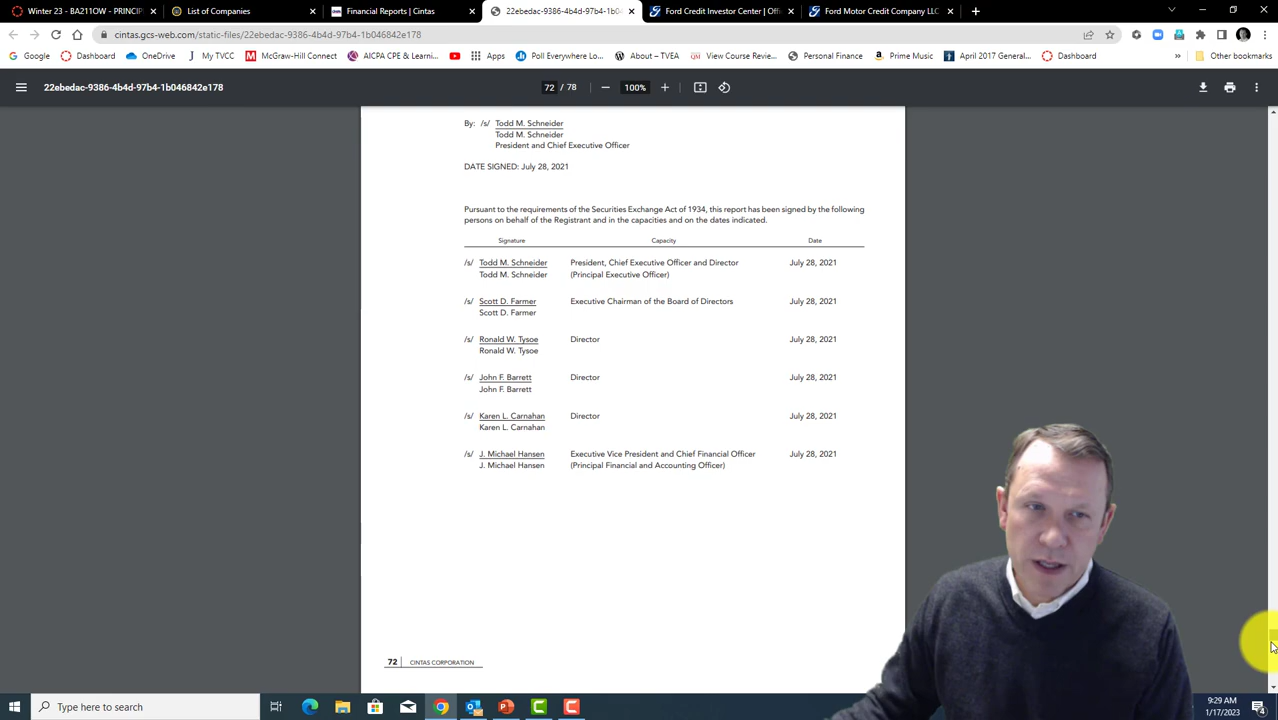 Winter 23 - BA211OW - PRINCIPI
List of Companies
Financial Reports | Cintas
22ebedac-9386-4b4d-97b4-1b04
Ford Credit Investor Center | Off
Ford Motor Credit Company LLC
cintas.gcs-web.com/static-files/22ebedac-9386-4b4d-97b4-1b046842e178
Google
Dashboard
OneDrive
My TVCC
McGraw-Hill Connect
AICPA CPE & Learni...
Apps
Poll Everywhere Lo...
About – TVEA
View Course Revie...
Personal Finance
Prime Music
April 2017 General...
Dashboard
Other bookmarks
22ebedac-9386-4b4d-97b4-1b046842e178
72 / 78
100%
By: /s/ Todd M. Schneider
Todd M. Schneider
President and Chief Executive Officer
DATE SIGNED: July 28, 2021
Pursuant to the requirements of the Securities Exchange Act of 1934, this report has been signed by the following
persons on behalf of the Registrant and in the capacities and on the dates indicated.
Signature Capacity Date
/s/ Todd M. Schneider President, Chief Executive Officer and Director July 28, 2021
Todd M. Schneider (Principal Executive Officer)
/s/ Scott D. Farmer Executive Chairman of the Board of Directors July 28, 2021
Scott D. Farmer
/s/ Ronald W. Tysoe Director July 28, 2021
Ronald W. Tysoe
/s/ John F. Barrett Director July 28, 2021
John F. Barrett
/s/ Karen L. Carnahan Director July 28, 2021
Karen L. Carnahan
/s/ J. Michael Hansen Executive Vice President and Chief Financial Officer July 28, 2021
J. Michael Hansen (Principal Financial and Accounting Officer)
72 CINTAS CORPORATION
Type here to search
9:29 AM
1/17/2023